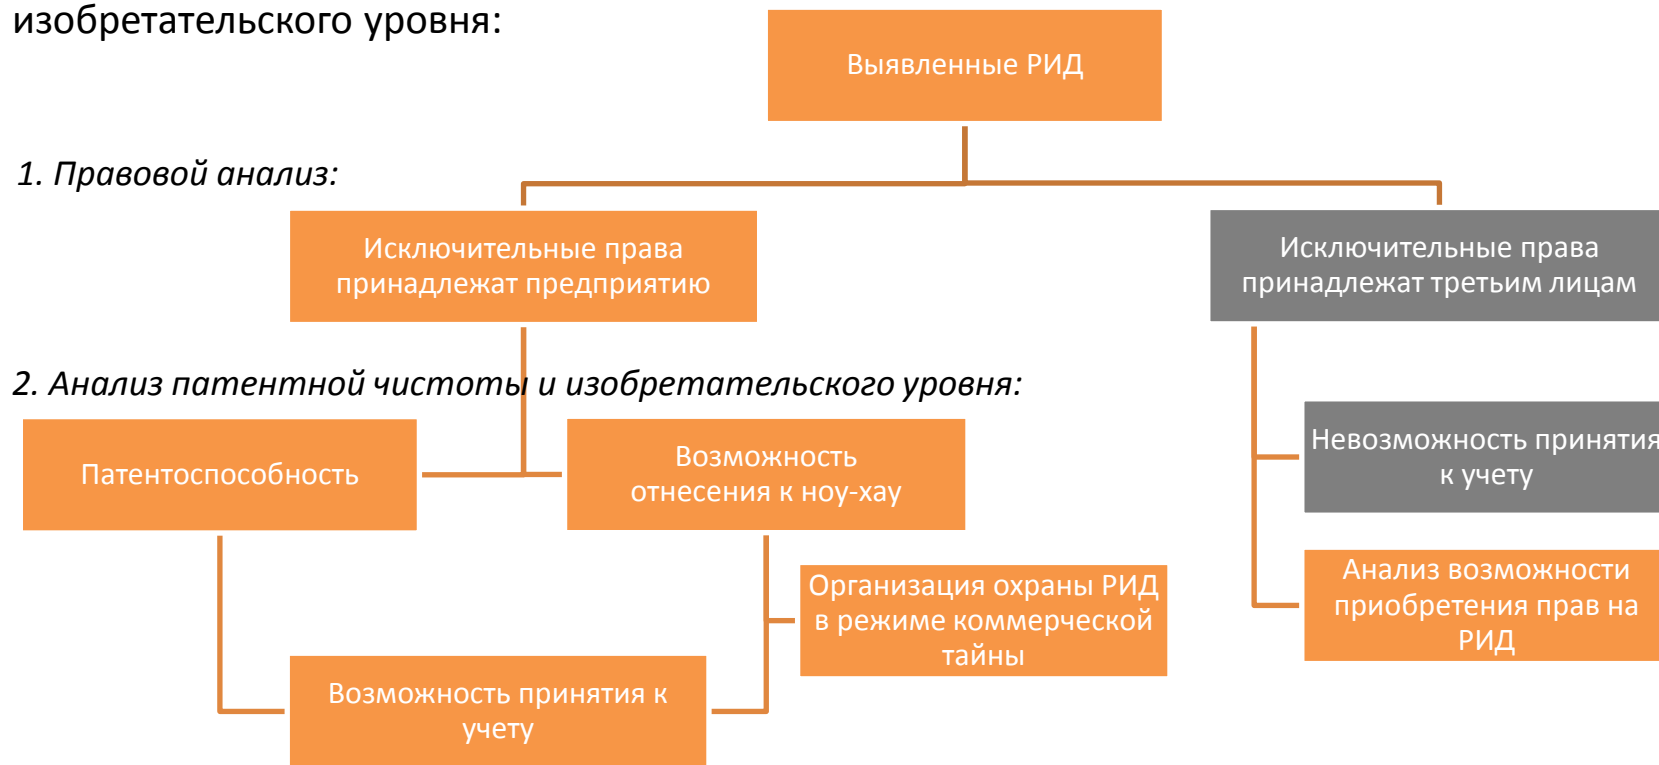 изобретательского уровня:
Выявленные РИД
1. Правовой анализ:
Исключительные права
принадлежат предприятию
Исключительные права
принадлежат третьим лицам
2. Анализ патентной чистоты и изобретательского уровня:
Патентоспособность
Возможность
отнесения к ноу-хау
Невозможность принятия
к учету
Организация охраны РИД
в режиме коммерческой
тайны
Анализ возможности
приобретения прав на
РИД
Возможность принятия к
учету